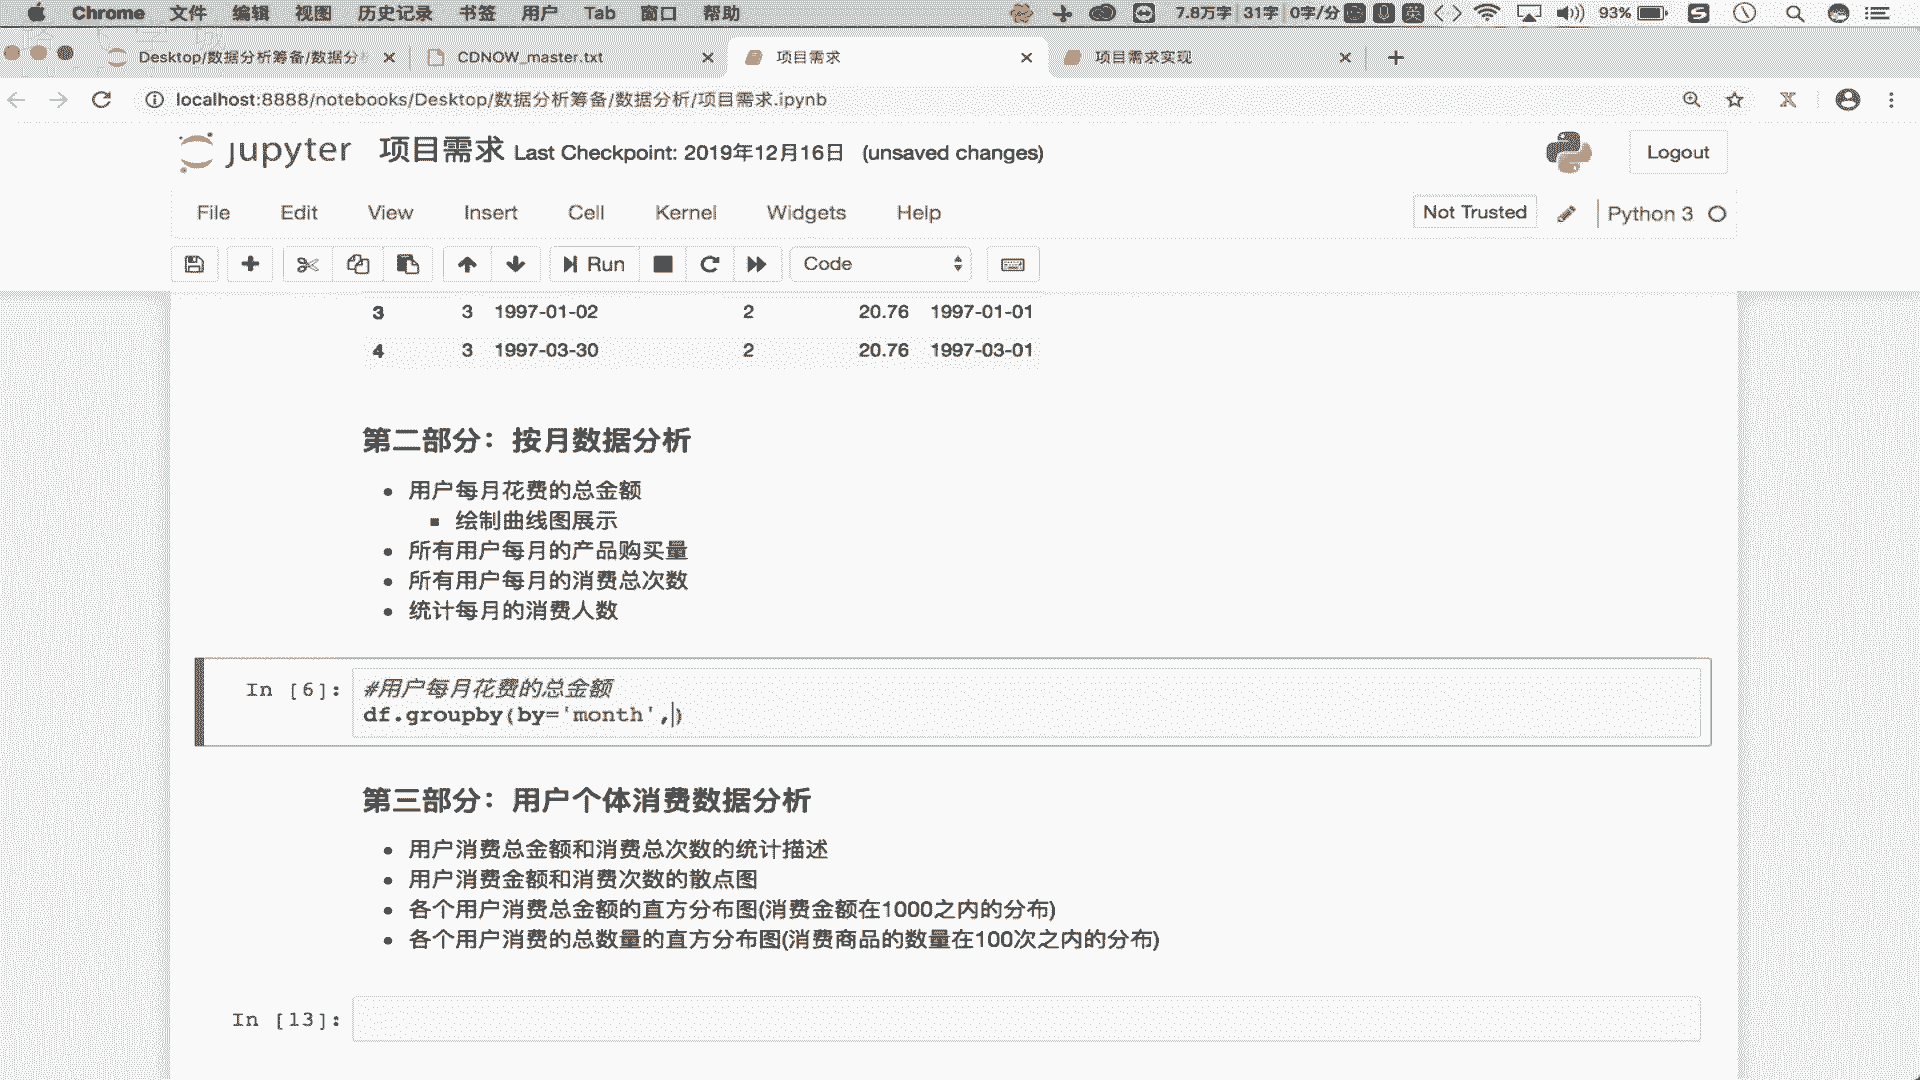 Chrome 文件 编辑 视图 历史记录 书签 用户 Tab 窗口 帮助 7.8万字 31字 0字/分 英 93%
Desktop/数据分析筹备/数据分 CDNOW_master.txt 项目需求 项目需求实现
localhost:8888/notebooks/Desktop/数据分析筹备/数据分析/项目需求.ipynb
jupyter 项目需求 Last Checkpoint: 2019年12月16日 (unsaved changes) Logout
File Edit View Insert Cell Kernel Widgets Help Not Trusted Python 3
Run Code
3 3 1997-01-02 2 20.76 1997-01-01
4 3 1997-03-30 2 20.76 1997-03-01
第二部分：按月数据分析
用户每月花费的总金额
绘制曲线图展示
所有用户每月的产品购买量
所有用户每月的消费总次数
统计每月的消费人数
In [6]: #用户每月花费的总金额
df.groupby(by='month',)
第三部分：用户个体消费数据分析
用户消费总金额和消费总次数的统计描述
用户消费金额和消费次数的散点图
各个用户消费总金额的直方分布图(消费金额在1000之内的分布)
各个用户消费的总数量的直方分布图(消费商品的数量在100次之内的分布)
In [13]: